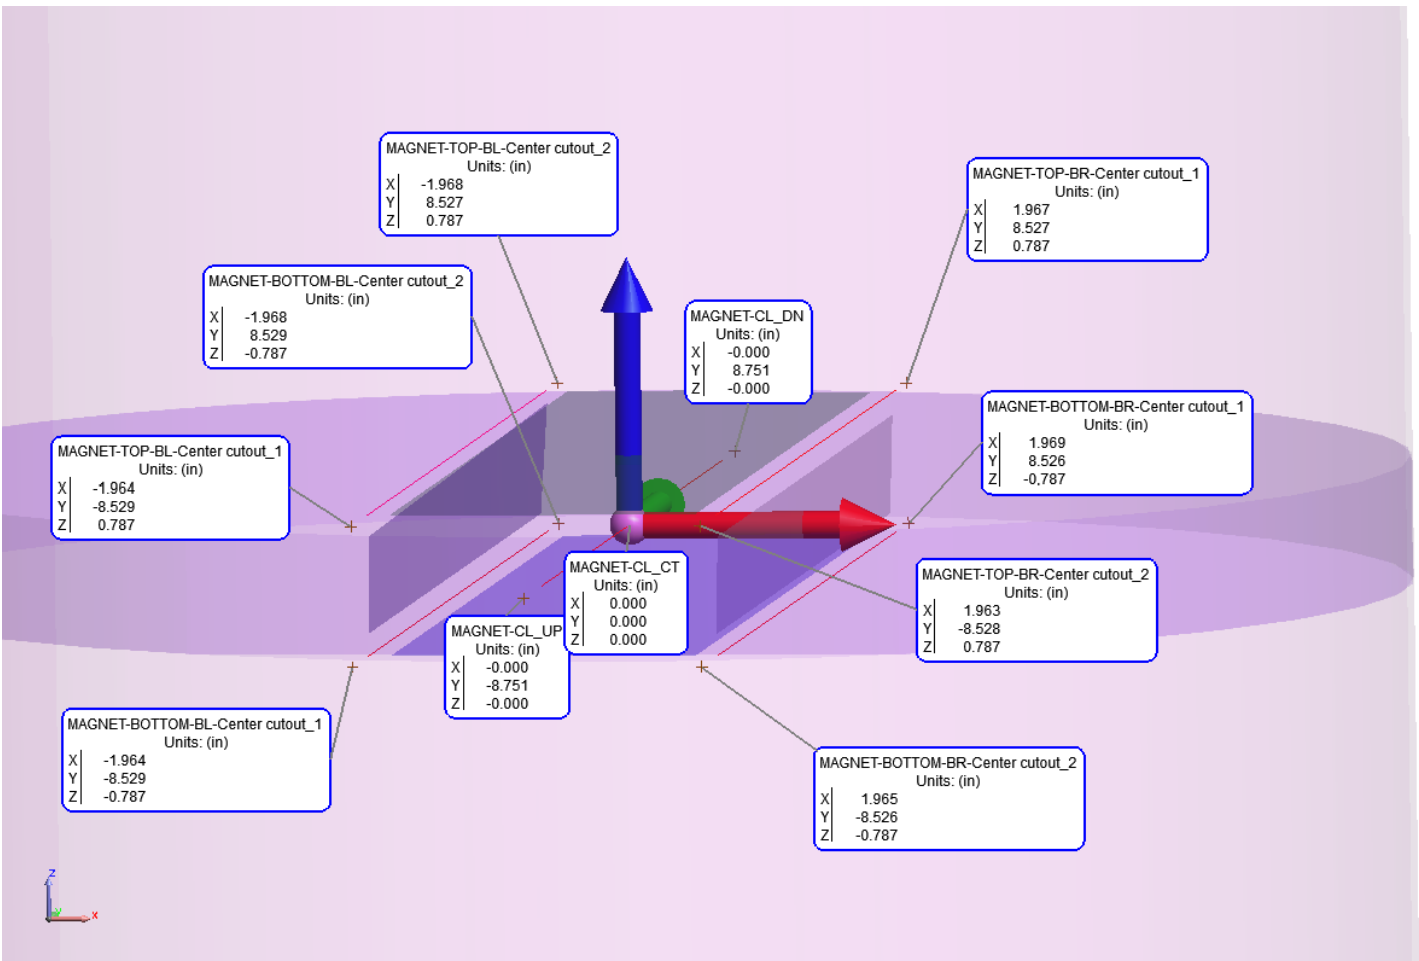 MAGNET-TOP-BL-Center cutout_2
Units: (in)
X -1.968
Y 8.527
Z 0.787
MAGNET-TOP-BR-Center cutout_1
Units: (in)
X 1.967
Y 8.527
Z 0.787
MAGNET-BOTTOM-BL-Center cutout_2
Units: (in)
X -1.968
Y 8.529
Z -0.787
MAGNET-CL_DN
Units: (in)
X -0.000
Y 8.751
Z -0.000
MAGNET-BOTTOM-BR-Center cutout_1
Units: (in)
X 1.969
Y 8.526
Z -0.787
MAGNET-TOP-BL-Center cutout_1
Units: (in)
X -1.964
Y -8.529
Z 0.787
MAGNET-CL_CT
Units: (in)
X 0.000
Y 0.000
Z 0.000
MAGNET-TOP-BR-Center cutout_2
Units: (in)
X 1.963
Y -8.528
Z 0.787
MAGNET-CL_UP
Units: (in)
X -0.000
Y -8.751
Z -0.000
MAGNET-BOTTOM-BL-Center cutout_1
Units: (in)
X -1.964
Y -8.529
Z -0.787
MAGNET-BOTTOM-BR-Center cutout_2
Units: (in)
X 1.965
Y -8.526
Z -0.787
Z
Y
X